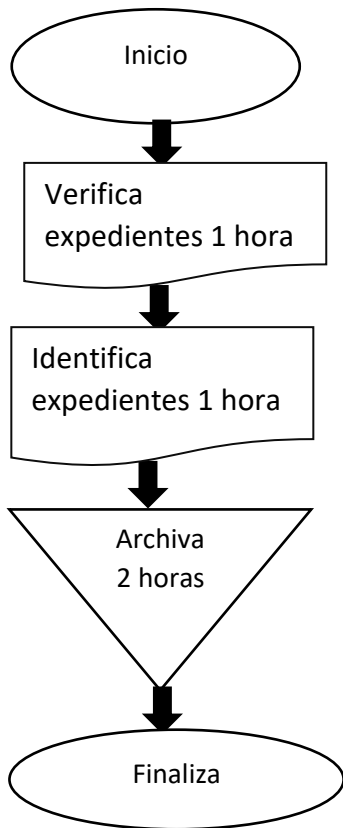 Inicio
Verifica
expedientes 1 hora
Identifica
expedientes 1 hora
Archiva
2 horas
Finaliza